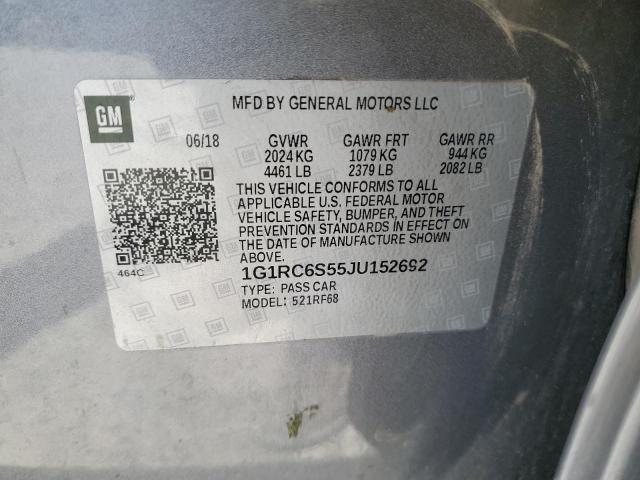 GM
MFD BY GENERAL MOTORS LLC
06/18 GVWR GAWR FRT GAWR RR
2024 KG 1079 KG 944 KG
4461 LB 2379 LB 2082 LB
THIS VEHICLE CONFORMS TO ALL
APPLICABLE U.S. FEDERAL MOTOR
VEHICLE SAFETY, BUMPER, AND THEFT
PREVENTION STANDARDS IN EFFECT ON
THE DATE OF MANUFACTURE SHOWN
ABOVE.
464C
1G1RC6S55JU152692
TYPE: PASS CAR
MODEL: 521RF68